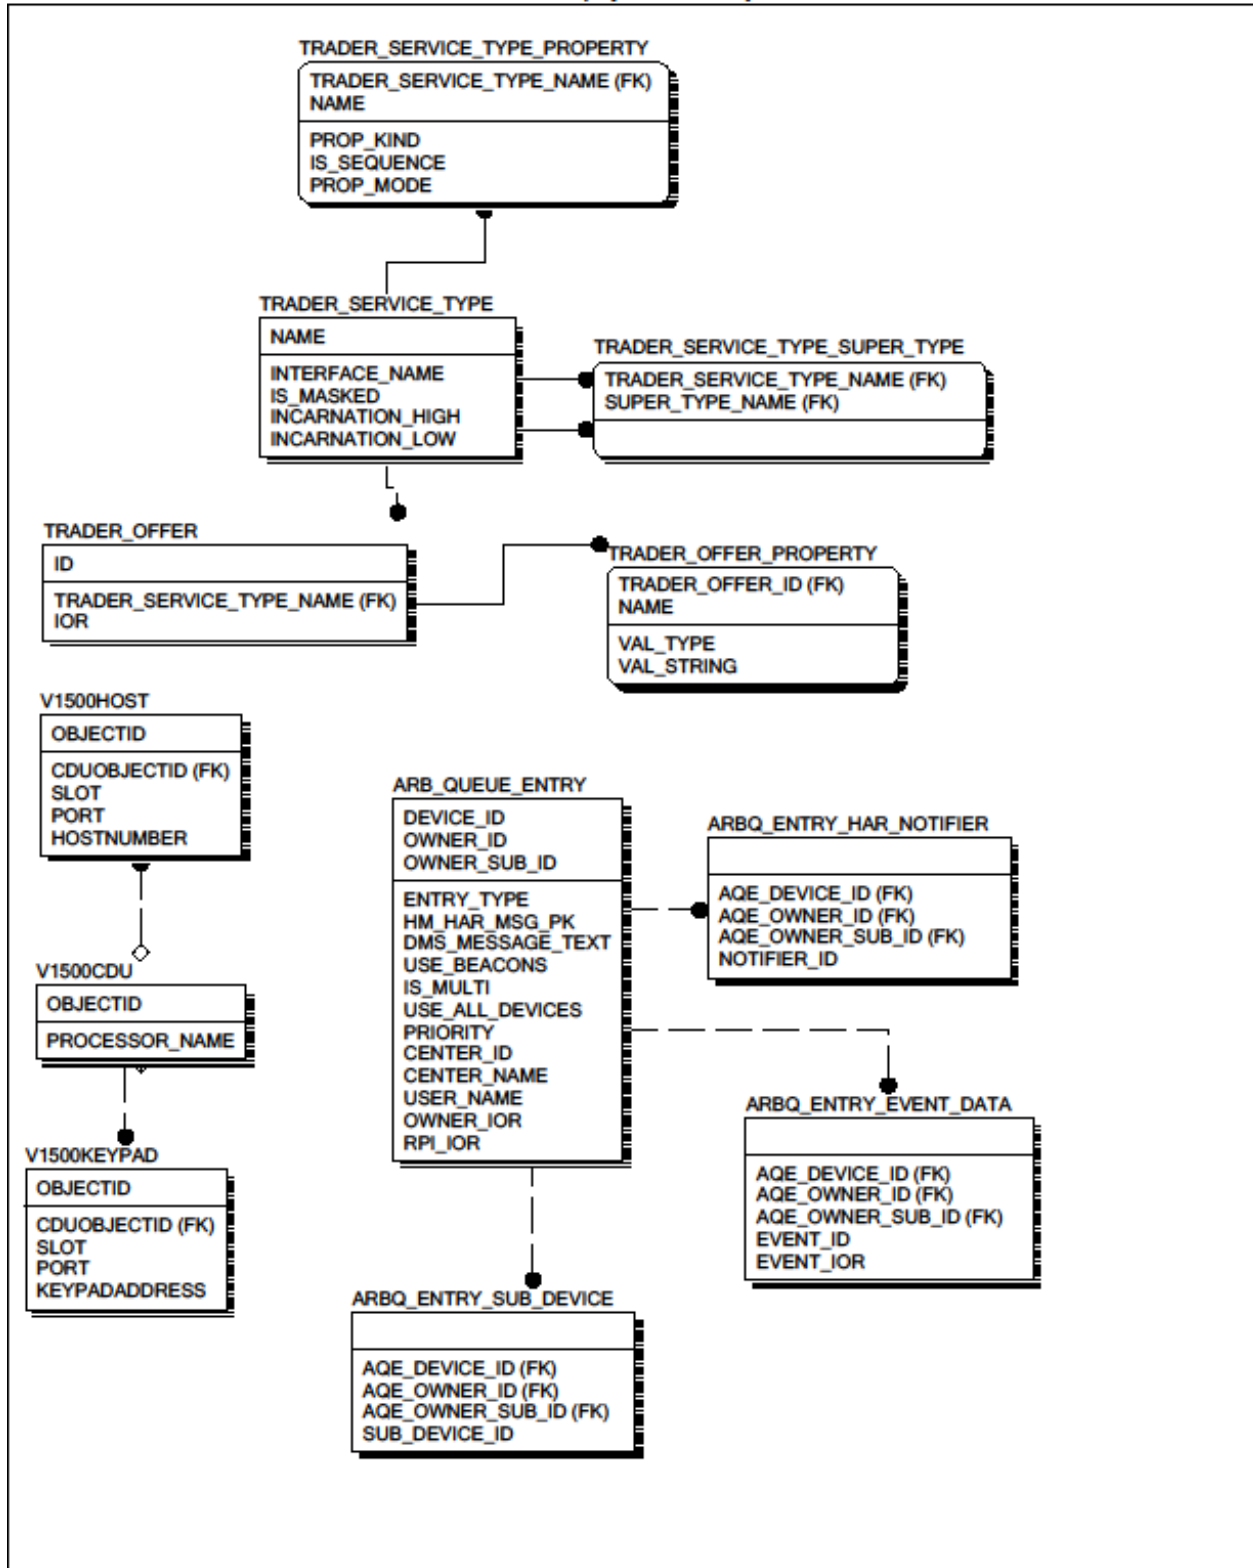 TRADER_SERVICE_TYPE_PROPERTY
TRADER_SERVICE_TYPE_NAME (FK)
NAME
PROP_KIND
IS_SEQUENCE
PROP_MODE
TRADER_SERVICE_TYPE
NAME
INTERFACE_NAME
IS_MASKED
INCARNATION_HIGH
INCARNATION_LOW
TRADER_SERVICE_TYPE_SUPER_TYPE
TRADER_SERVICE_TYPE_NAME (FK)
SUPER_TYPE_NAME (FK)
TRADER_OFFER
ID
TRADER_SERVICE_TYPE_NAME (FK)
IOR
TRADER_OFFER_PROPERTY
TRADER_OFFER_ID (FK)
NAME
VAL_TYPE
VAL_STRING
V1500HOST
OBJECTID
CDUOBJECTID (FK)
SLOT
PORT
HOSTNUMBER
V1500CDU
OBJECTID
PROCESSOR_NAME
V1500KEYPAD
OBJECTID
CDUOBJECTID (FK)
SLOT
PORT
KEYPADADDRESS
ARB_QUEUE_ENTRY
DEVICE_ID
OWNER_ID
OWNER_SUB_ID
ENTRY_TYPE
HM_HAR_MSG_PK
DMS_MESSAGE_TEXT
USE_BEACONS
IS_MULTI
USE_ALL_DEVICES
PRIORITY
CENTER_ID
CENTER_NAME
USER_NAME
OWNER_IOR
RPI_IOR
ARBQ_ENTRY_HAR_NOTIFIER
AQE_DEVICE_ID (FK)
AQE_OWNER_ID (FK)
AQE_OWNER_SUB_ID (FK)
NOTIFIER_ID
ARBQ_ENTRY_EVENT_DATA
AQE_DEVICE_ID (FK)
AQE_OWNER_ID (FK)
AQE_OWNER_SUB_ID (FK)
EVENT_ID
EVENT_IOR
ARBQ_ENTRY_SUB_DEVICE
AQE_DEVICE_ID (FK)
AQE_OWNER_ID (FK)
AQE_OWNER_SUB_ID (FK)
SUB_DEVICE_ID